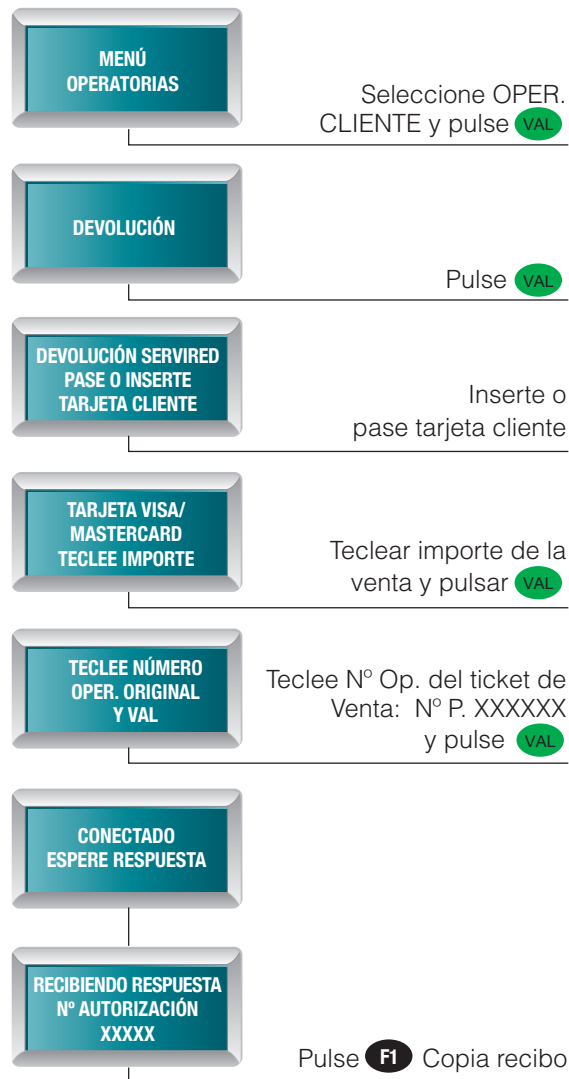 MENÚ
OPERATORIAS
Seleccione OPER.
CLIENTE y pulse VAL
DEVOLUCIÓN
Pulse VAL
DEVOLUCIÓN SERVIRED
PASE O INSERTE
TARJETA CLIENTE
Inserte o
pase tarjeta cliente
TARJETA VISA/
MASTERCARD
TECLEE IMPORTE
Teclear importe de la
venta y pulsar VAL
TECLEE NÚMERO
OPER. ORIGINAL
Y VAL
Teclee Nº Op. del ticket de
Venta: Nº P. XXXXXX
y pulse VAL
CONECTADO
ESPERE RESPUESTA
RECIBIENDO RESPUESTA
Nº AUTORIZACIÓN
XXXXX
Pulse F1 Copia recibo